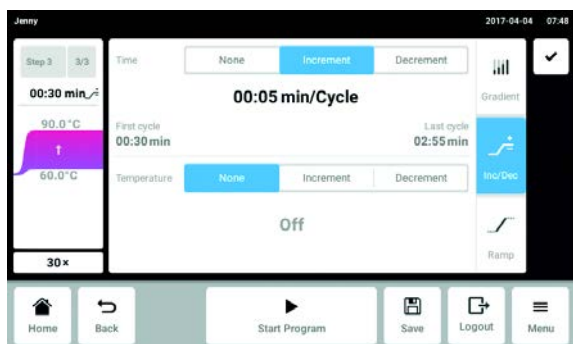 Jenny
2017-04-04 07:48
Step 3 3/3
00:30 min
90.0°C
60.0°C
30×
Time None Increment Decrement
00:05 min/Cycle
First cycle Last cycle
00:30 min 02:55 min
Temperature None Increment Decrement
Off
Gradient
Inc/Dec
Ramp
Home Back Start Program Save Logout Menu